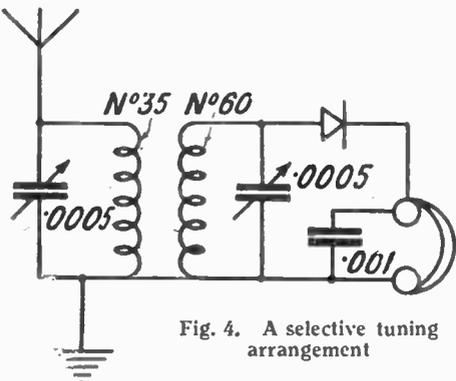 Nº35 Nº60
.0005
.0005
.001
Fig. 4. A selective tuning
arrangement